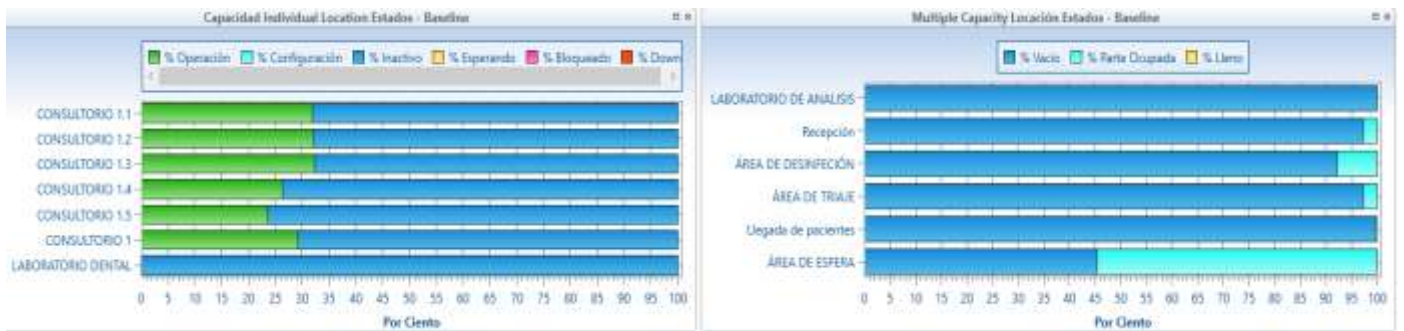 Capacidad Individual Location Estados - Baseline
% Operación % Configuración % Inactivo % Esperando % Bloqueado % Down
CONSULTORIO 1.1
CONSULTORIO 1.2
CONSULTORIO 1.3
CONSULTORIO 1.4
CONSULTORIO 1.5
CONSULTORIO 1
LABORATORIO DENTAL
0 5 10 15 20 25 30 35 40 45 50 55 60 65 70 75 80 85 90 95 100
Por Ciento
Multiple Capacity Locación Estados - Baseline
% Vacío % Parte Ocupada % Lleno
LABORATORIO DE ANALISIS
Recepción
ÁREA DE DESINFECIÓN
ÁREA DE TRIAJE
Llegada de pacientes
ÁREA DE ESPERA
0 5 10 15 20 25 30 35 40 45 50 55 60 65 70 75 80 85 90 95 100
Por Ciento